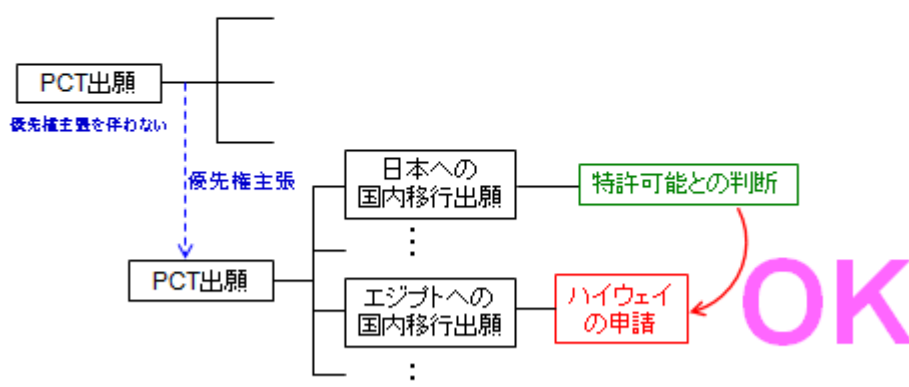 PCT出願
優先権主張を伴わない
優先権主張
日本への
国内移行出願
特許可能との判断
⋮
PCT出願
エジプトへの
国内移行出願
ハイウェイ
の申請
OK
⋮